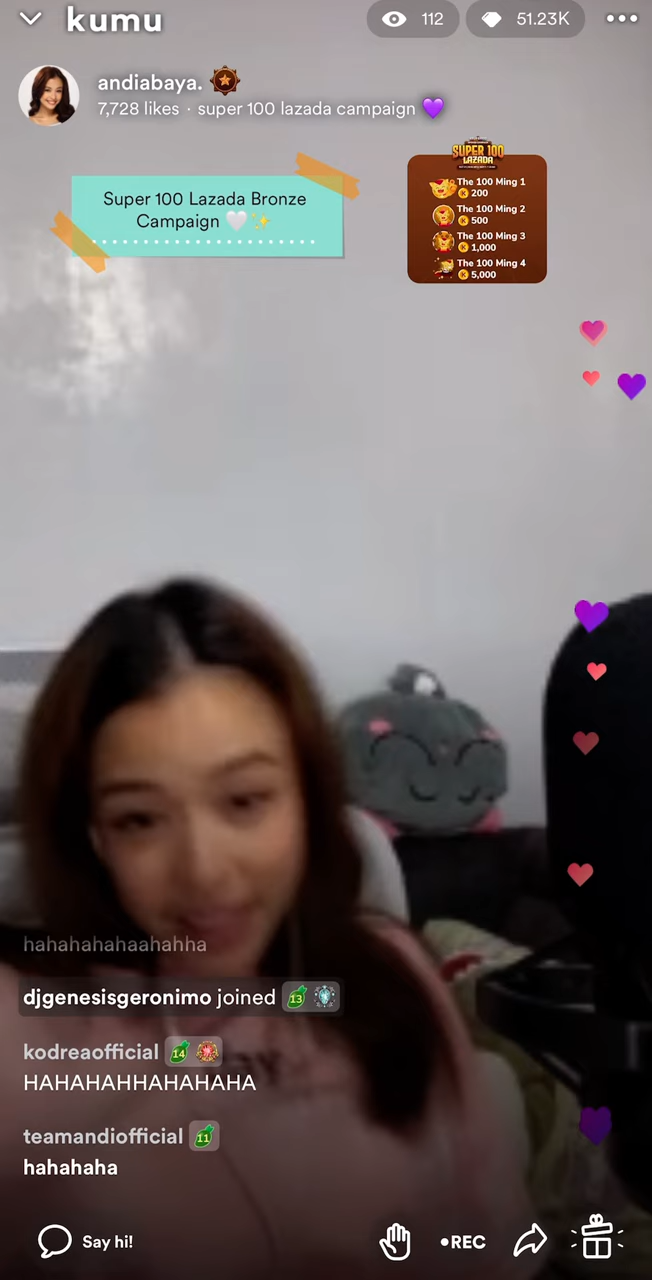 kumu
112
51.23K
andiabaya.
7,728 likes · super 100 lazada campaign 💜
Super 100 Lazada Bronze
Campaign 🤍✨
SUPER 100
LAZADA
The 100 Ming 1
200
The 100 Ming 2
500
The 100 Ming 3
1,000
The 100 Ming 4
5,000
hahahahahaahahha
djgenesisgeronimo joined 13
kodreaofficial 14
HAHAHAHHAHAHAHA
teamandiofficial 11
hahahaha
Say hi!
•REC